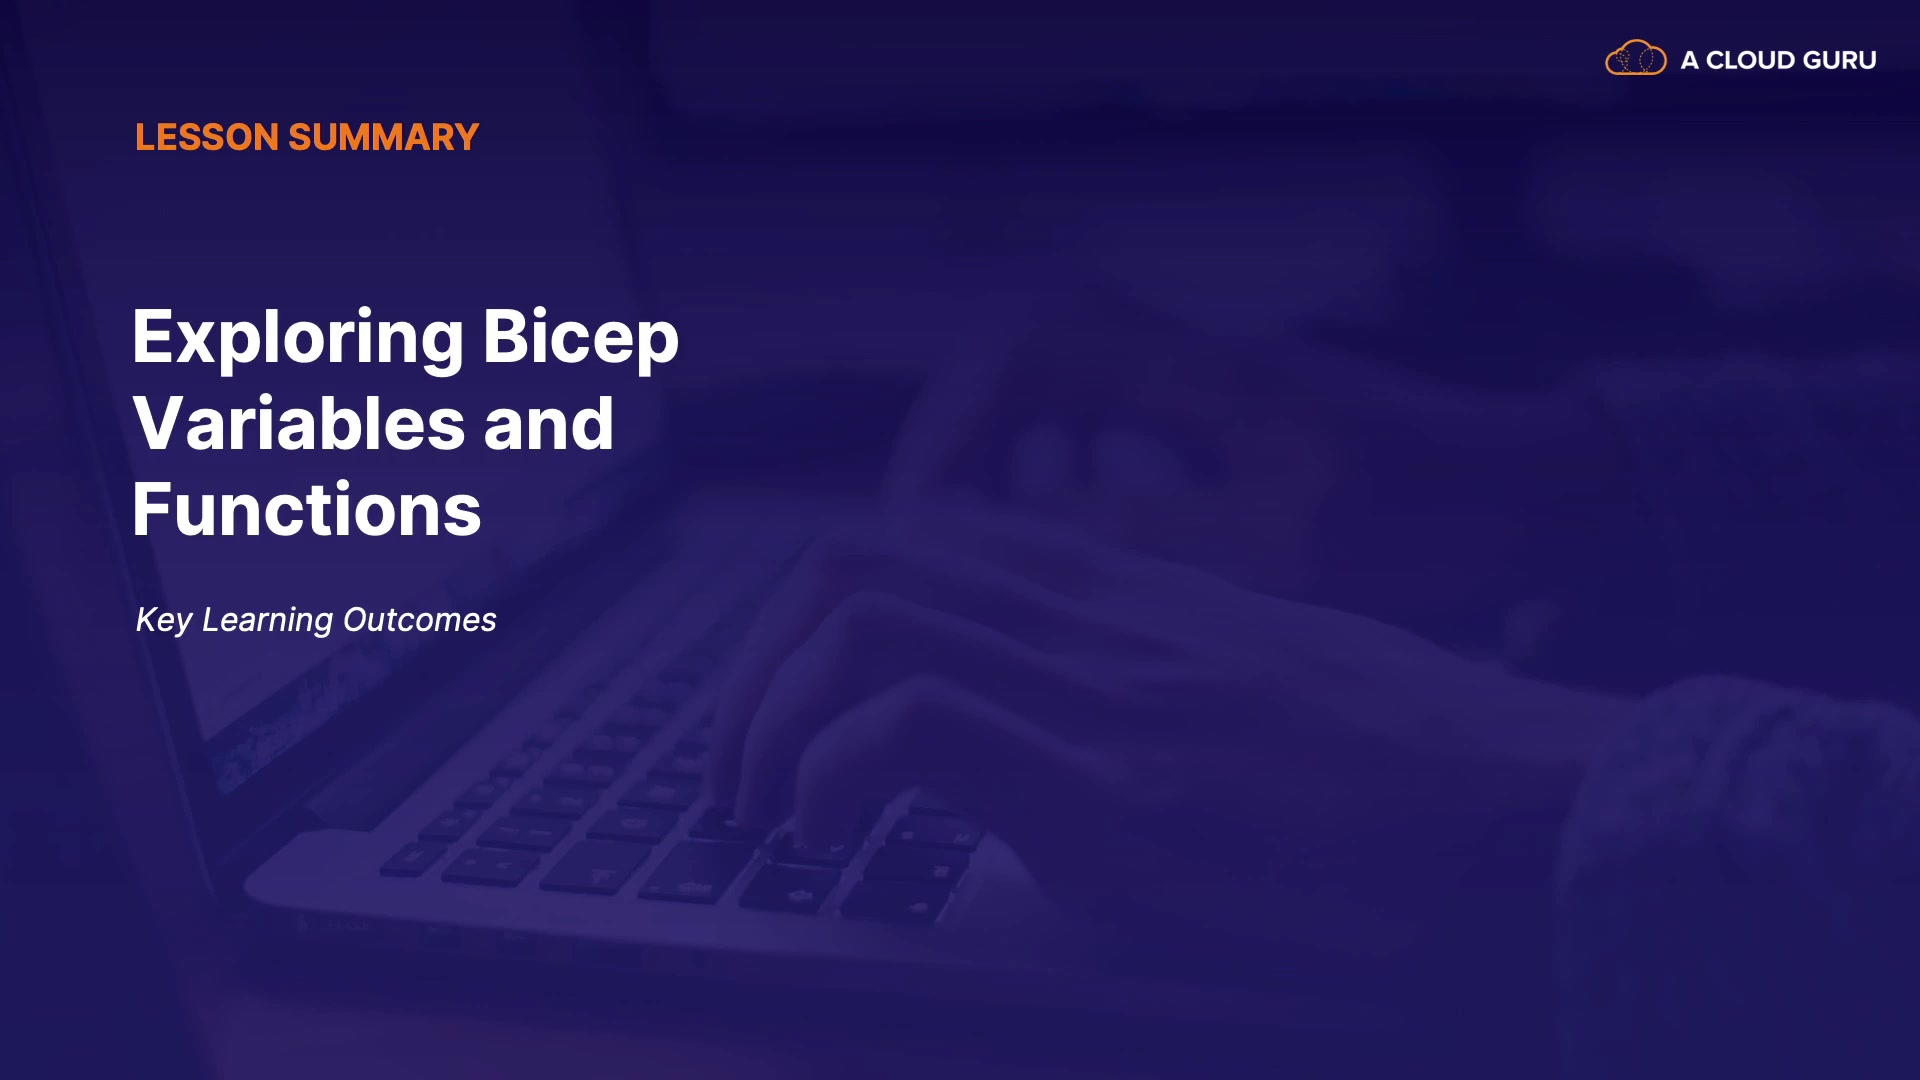 A CLOUD GURU
LESSON SUMMARY
Exploring Bicep
Variables and
Functions
Key Learning Outcomes